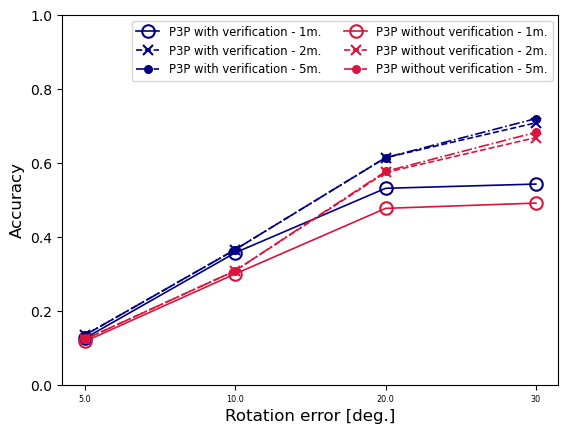 1.0
0.8
0.6
0.4
0.2
0.0
Accuracy
P3P with verification - 1m.
P3P with verification - 2m.
P3P with verification - 5m.
P3P without verification - 1m.
P3P without verification - 2m.
P3P without verification - 5m.
5.0 10.0 20.0 30
Rotation error [deg.]